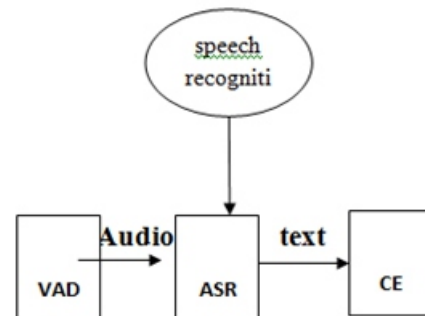 speech
recogniti
Audio
text
VAD
ASR
CE